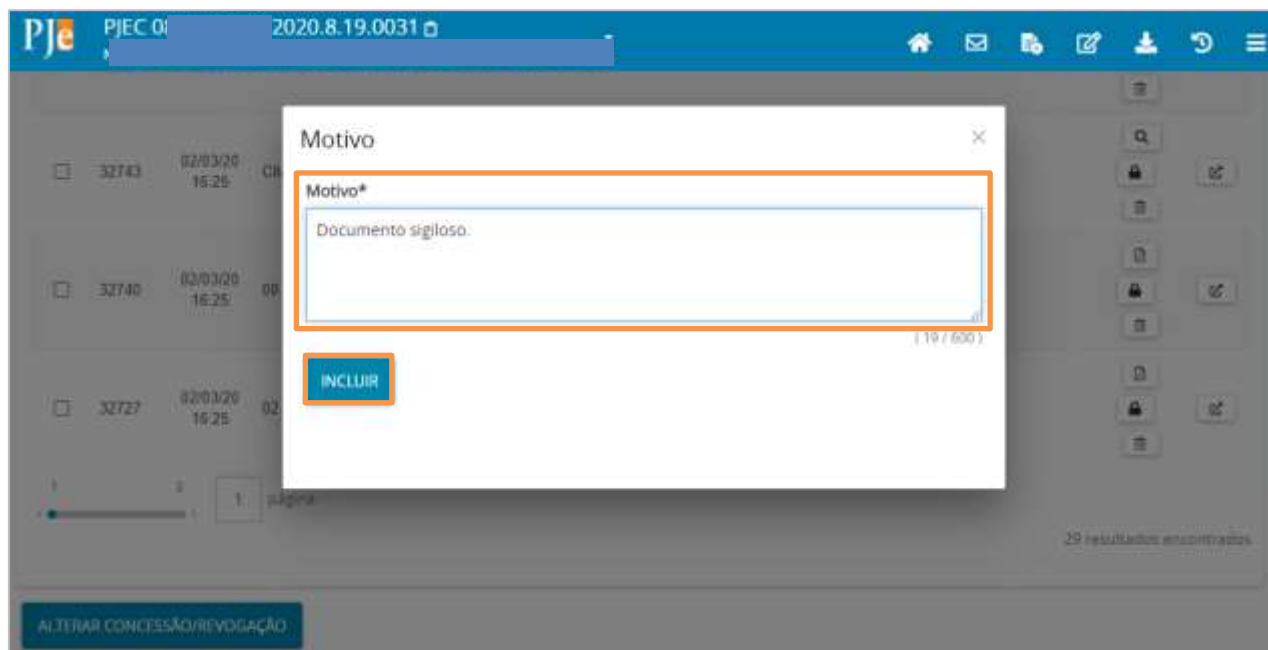 PJe PJEC 08 2020.8.19.0031
Motivo ×
32743 02/03/20 16:25
Motivo*
Documento sigiloso.
32740 02/03/20 16:25
( 19 / 600 )
INCLUIR
32727 02/03/20 16:25 02
1 página
29 resultados encontrados
ALTERAR CONCESSÃO/REVOGAÇÃO